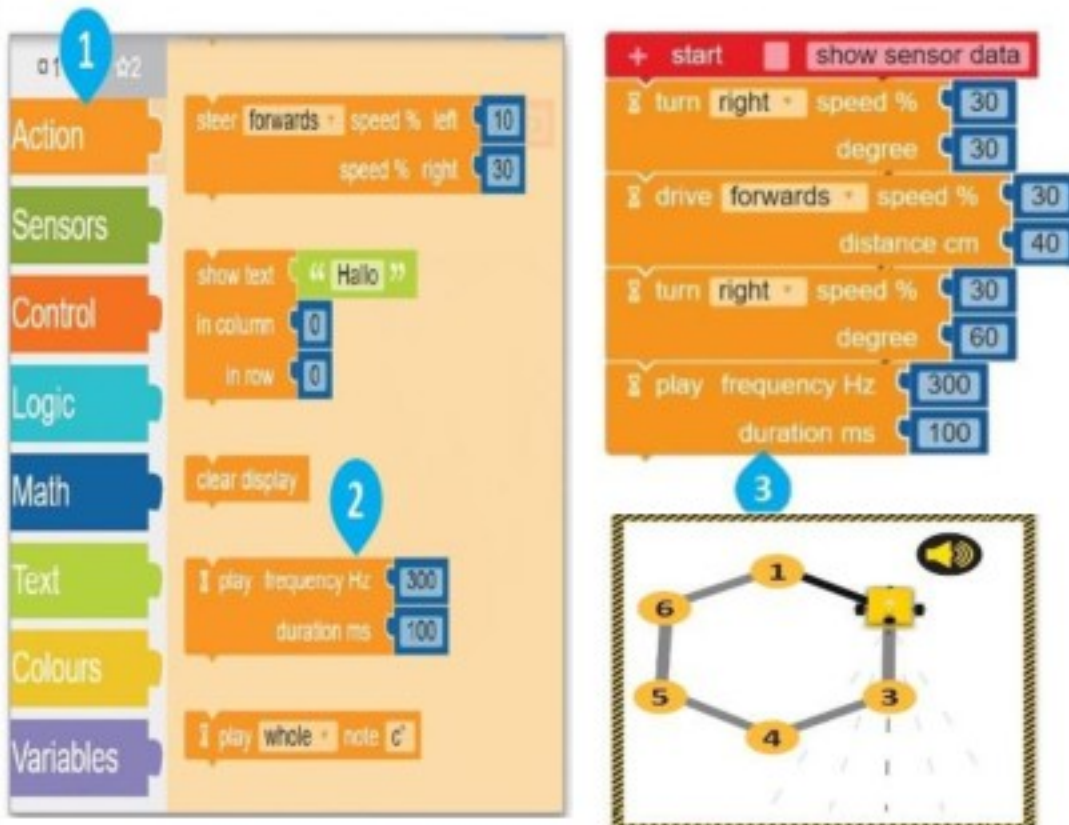 1
1 2
Action
Sensors
Control
Logic
Math
Text
Colours
Variables
steer forwards speed % left 10
speed % right 30
show text “ Hallo ”
in column 0
in row 0
clear display
2
play frequency Hz 300
duration ms 100
play whole note c'
+ start show sensor data
turn right speed % 30
degree 30
drive forwards speed % 30
distance cm 40
turn right speed % 30
degree 60
play frequency Hz 300
duration ms 100
3
1
6
5
3
4